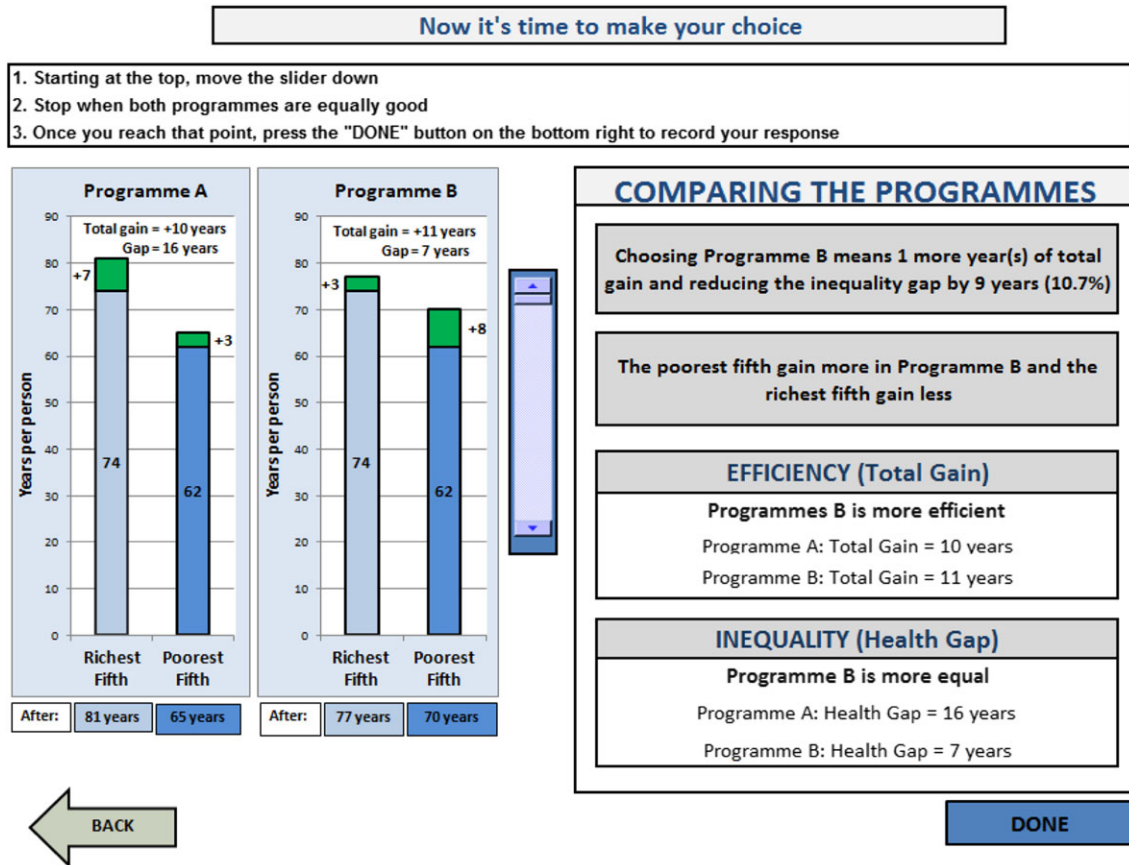 Now it's time to make your choice
1. Starting at the top, move the slider down
2. Stop when both programmes are equally good
3. Once you reach that point, press the "DONE" button on the bottom right to record your response
Programme A
Total gain = +10 years
Gap = 16 years
Years per person
90
80
70
60
50
40
30
20
10
0
+7
+3
74
62
Richest
Fifth
Poorest
Fifth
After:
81 years
65 years
Programme B
Total gain = +11 years
Gap = 7 years
Years per person
90
80
70
60
50
40
30
20
10
0
+3
+8
74
62
Richest
Fifth
Poorest
Fifth
After:
77 years
70 years
COMPARING THE PROGRAMMES
Choosing Programme B means 1 more year(s) of total
gain and reducing the inequality gap by 9 years (10.7%)
The poorest fifth gain more in Programme B and the
richest fifth gain less
EFFICIENCY (Total Gain)
Programmes B is more efficient
Programme A: Total Gain = 10 years
Programme B: Total Gain = 11 years
INEQUALITY (Health Gap)
Programme B is more equal
Programme A: Health Gap = 16 years
Programme B: Health Gap = 7 years
BACK
DONE